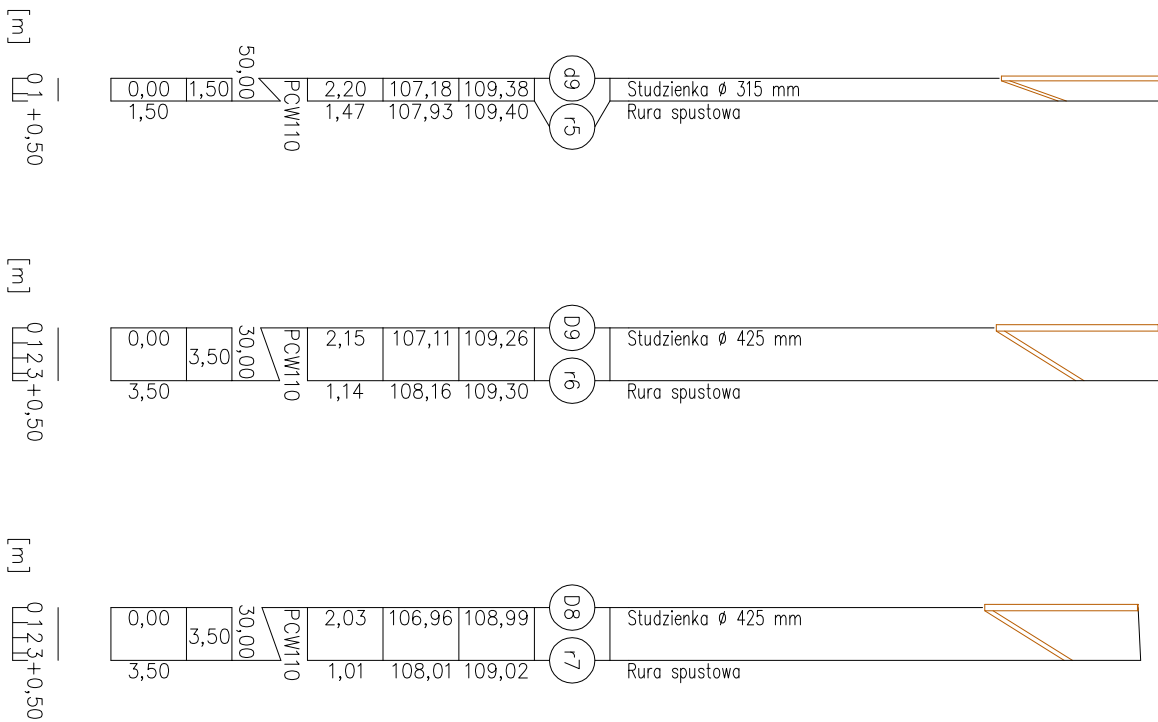 [m]
0 1 +0,50
0,00 1,50 50,00 PCW110 2,20 107,18 109,38 d9 Studzienka ø 315 mm
1,50 1,47 107,93 109,40 r5 Rura spustowa
[m]
0 1 2 3 +0,50
0,00 3,50 30,00 PCW110 2,15 107,11 109,26 D9 Studzienka ø 425 mm
3,50 1,14 108,16 109,30 r6 Rura spustowa
[m]
0 1 2 3 +0,50
0,00 3,50 30,00 PCW110 2,03 106,96 108,99 D8 Studzienka ø 425 mm
3,50 1,01 108,01 109,02 r7 Rura spustowa